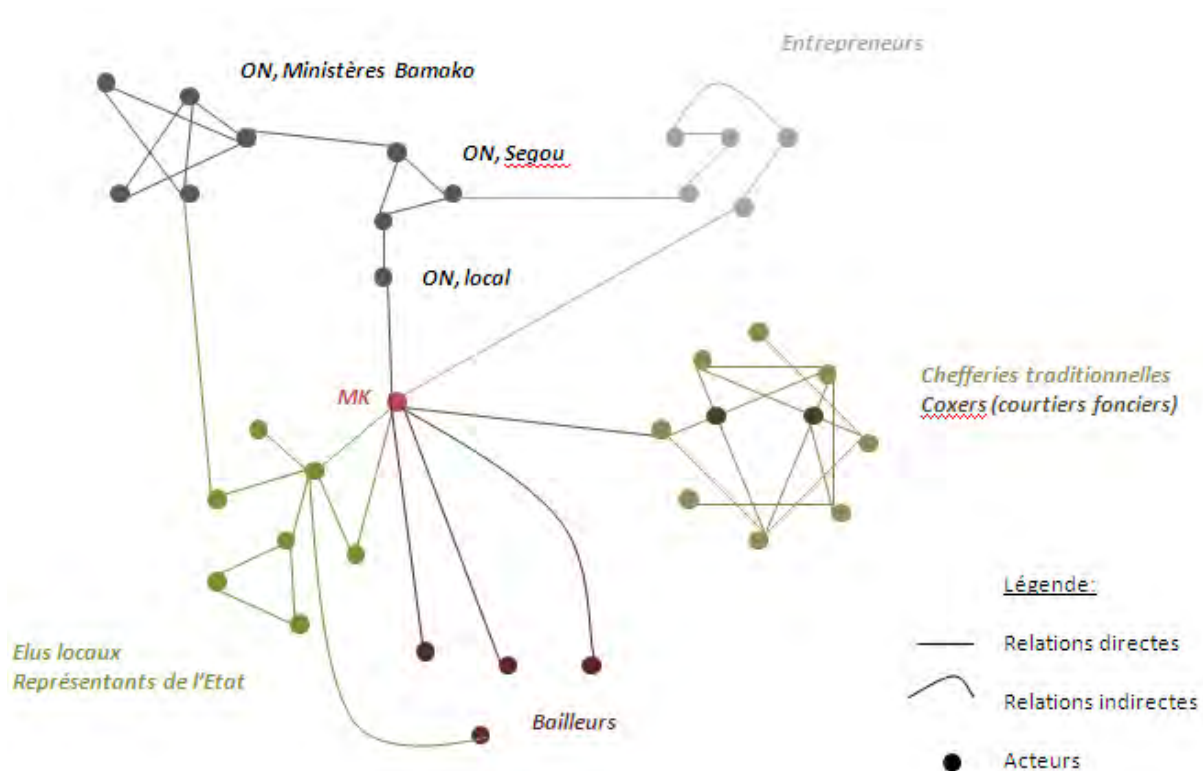 Entrepreneurs
ON, Ministères Bamako
ON, Segou
ON, local
MK
Chefferies traditionnelles
Coxers (courtiers fonciers)
Elus locaux
Représentants de l'Etat
Bailleurs
Légende:
Relations directes
Relations indirectes
Acteurs